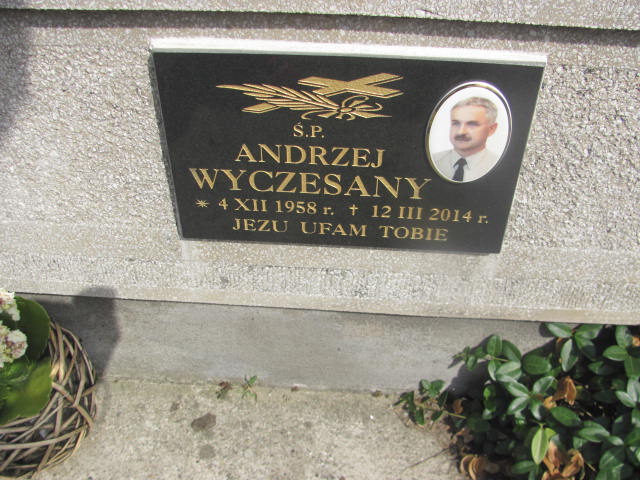 Ś.P.
ANDRZEJ
WYCZESANY
* 4 XII 1958 r. † 12 III 2014 r.
JEZU UFAM TOBIE